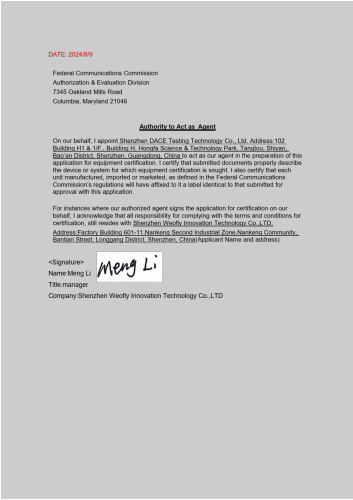 DATE: 2024/8/9
Federal Communications Commission
Authorization & Evaluation Division
7345 Oakland Mills Road
Columbia, Maryland 21046
Authority to Act as Agent
On our behalf, I appoint Shenzhen DACE Testing Technology Co., Ltd. Address:102
Building H1 & 1/F., Building H, Hongfa Science & Technology Park, Tangtou, Shiyan,
Bao'an District, Shenzhen, Guangdong, China to act as our agent in the preparation of this
application for equipment certification. I certify that submitted documents properly describe
the device or system for which equipment certification is sought. I also certify that each
unit manufactured, imported or marketed, as defined in the Federal Communications
Commission's regulations will have affixed to it a label identical to that submitted for
approval with this application.
For instances where our authorized agent signs the application for certification on our
behalf, I acknowledge that all responsibility for complying with the terms and conditions for
certification, still resides with Shenzhen Weofly Innovation Technology Co.,LTD.
Address:Factory Building 601-11,Nankeng Second Industrial Zone,Nankeng Community,
Bantian Street, Longgang District, Shenzhen, China(Applicant Name and address)
<Signature>
Meng Li
Name:Meng Li
Title:manager
Company:Shenzhen Weofly Innovation Technology Co.,LTD